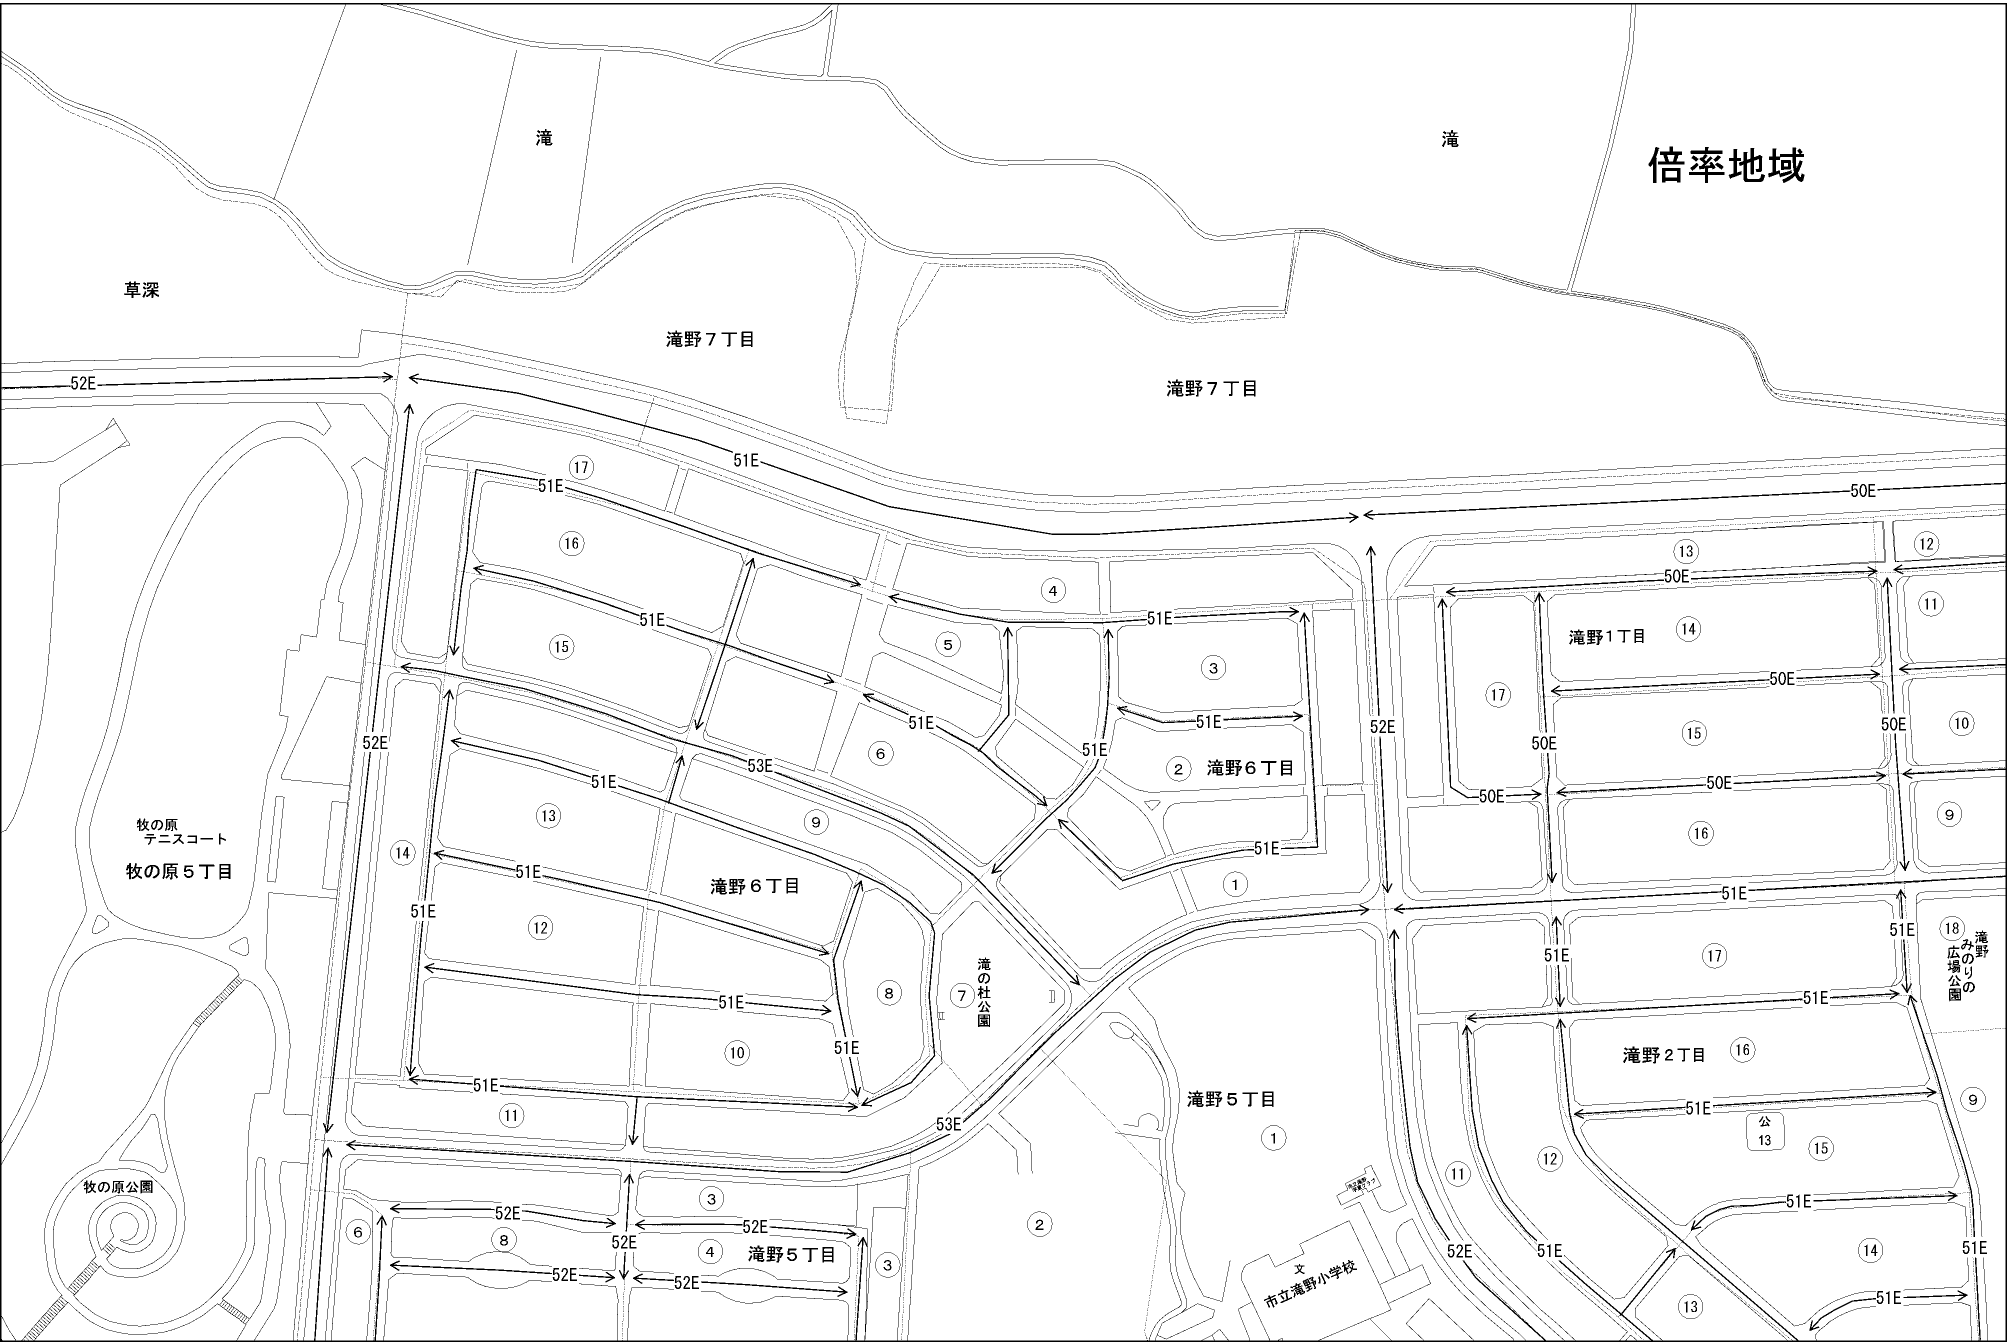 滝
滝
倍率地域
草深
滝野７丁目
滝野７丁目
52E
51E
50E
17
51E
16
13
12
50E
4
11
51E
15
5
51E
3
滝野1丁目
14
50E
17
51E
51E
52E
50E
50E
10
52E
53E
51E
6
2
滝野６丁目
50E
15
50E
50E
51E
13
9
16
9
牧の原
テニスコート
牧の原５丁目
14
51E
滝野６丁目
51E
1
51E
51E
12
51E
17
51E
18
滝野
みのりの
広場公園
51E
8
7
滝の杜公園
51E
51E
10
滝野２丁目
16
51E
11
53E
滝野５丁目
1
51E
公
13
15
9
牧の原公園
3
11
12
6
52E
52E
51E
8
52E
4
滝野５丁目
2
3
52E
52E
文
市立滝野小学校
52E
51E
14
51E
13
51E